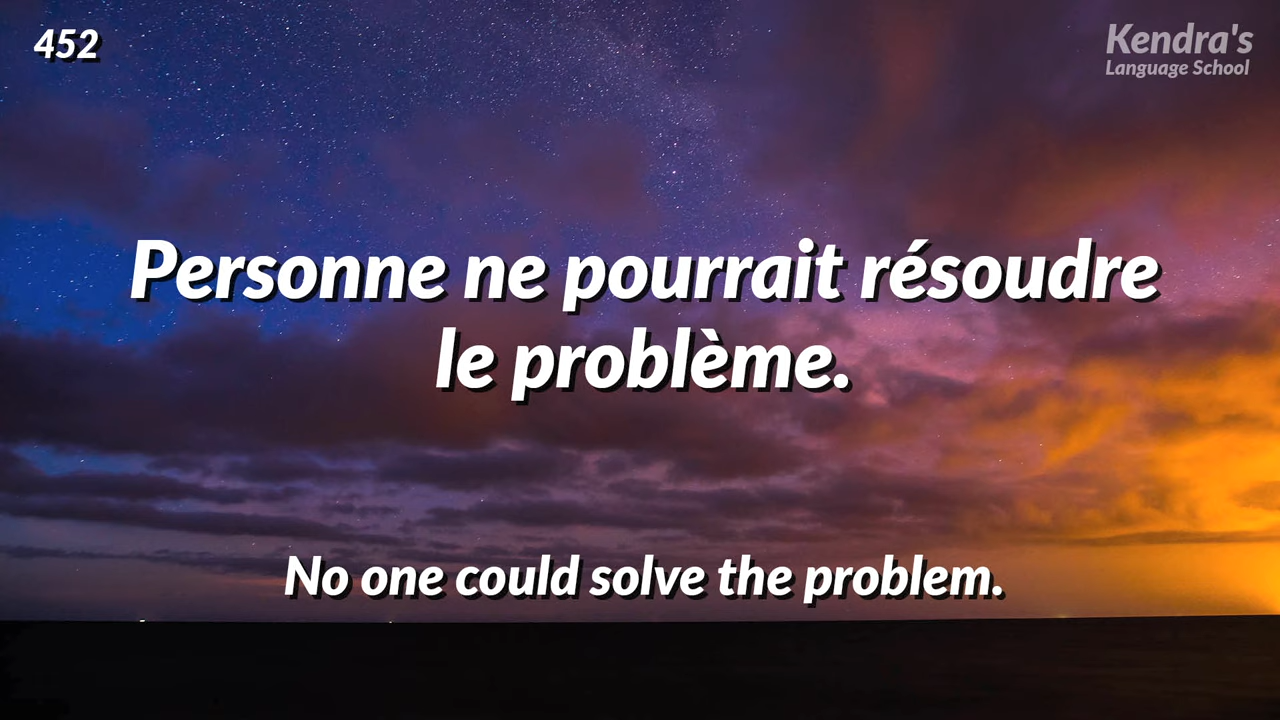 452
Kendra's
Language School
Personne ne pourrait résoudre
le problème.
No one could solve the problem.